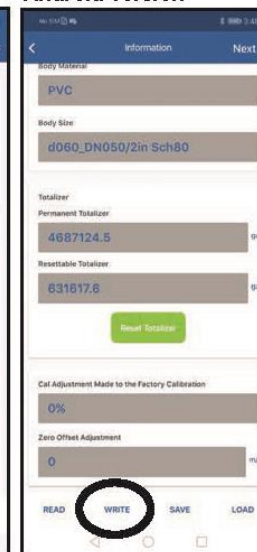 Information
Next
Body Material
PVC
Body Size
d060_DN050/2in Sch80
Totalizer
Permanent Totalizer
4687124.5
Resettable Totalizer
631617.6
Reset Totalizer
Cal Adjustment Made to the Factory Calibration
0%
Zero Offset Adjustment
0
READ WRITE SAVE LOAD